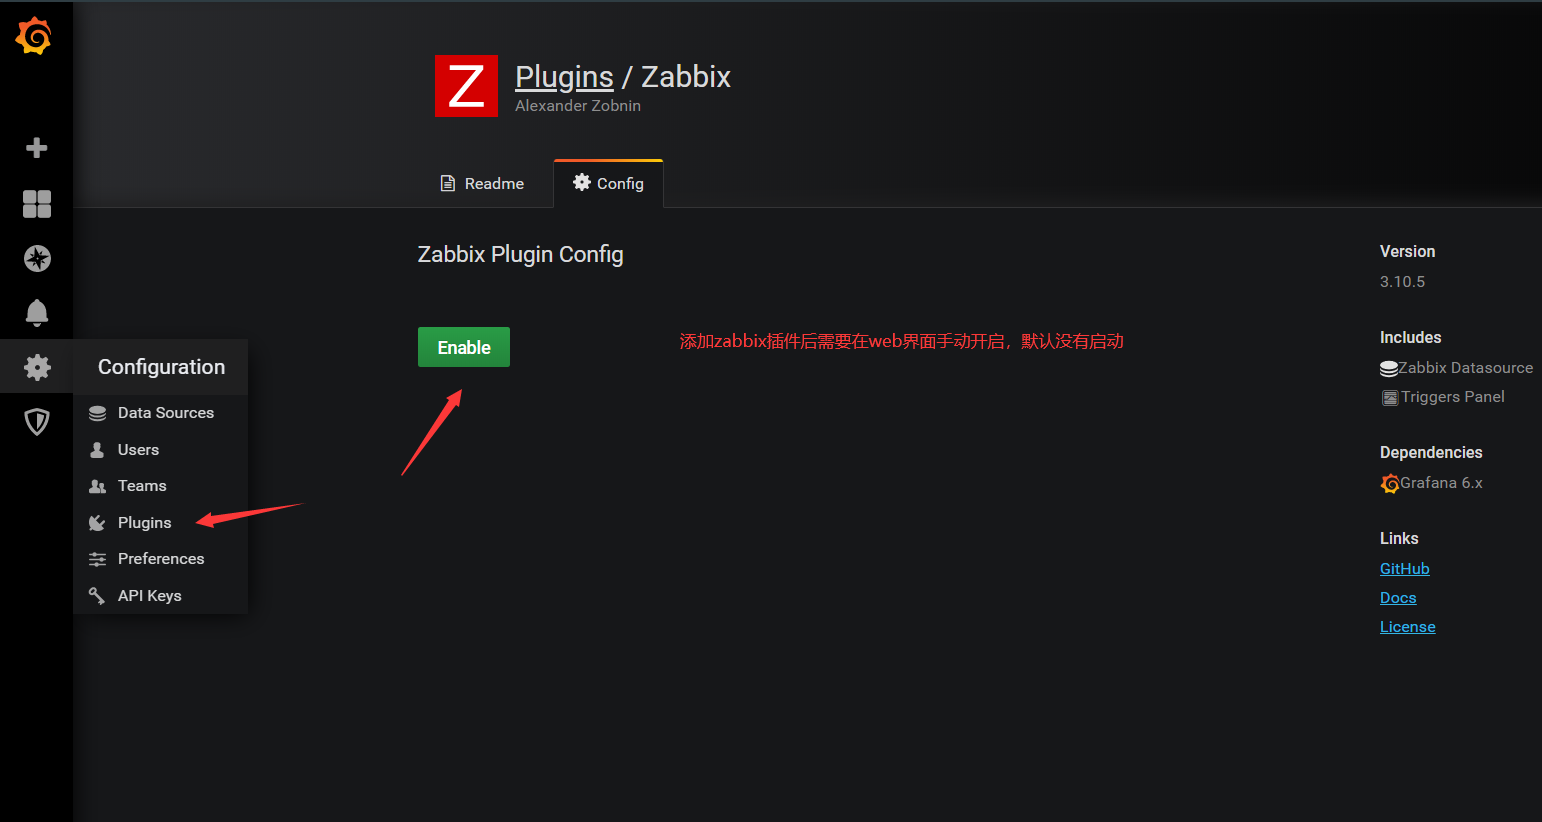 Z
Plugins / Zabbix
Alexander Zobnin
Readme
Config
Zabbix Plugin Config
Enable
添加zabbix插件后需要在web界面手动开启，默认没有启动
Configuration
Data Sources
Users
Teams
Plugins
Preferences
API Keys
Version
3.10.5
Includes
Zabbix Datasource
Triggers Panel
Dependencies
Grafana 6.x
Links
GitHub
Docs
License